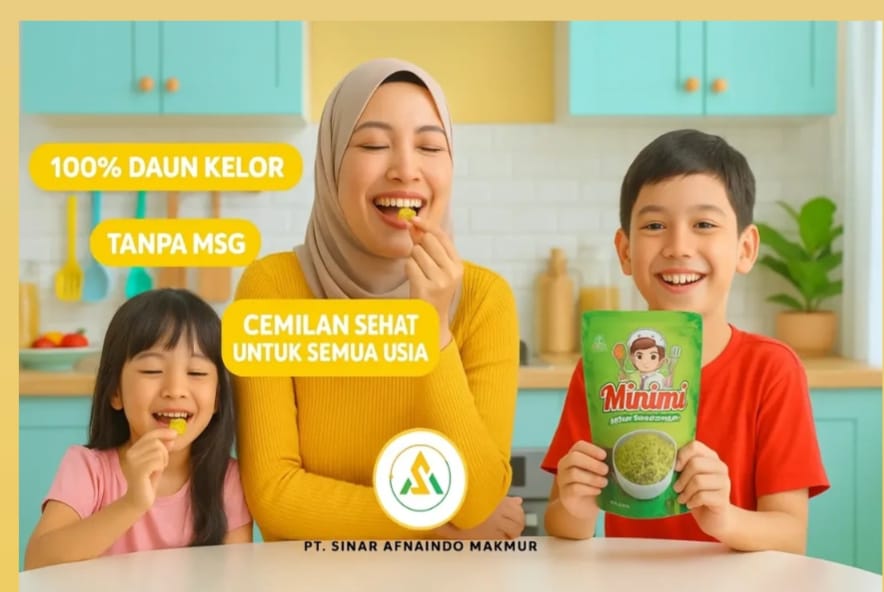 100% DAUN KELOR
TANPA MSG
CEMILAN SEHAT
UNTUK SEMUA USIA
Minimi
PT. SINAR AFNAINDO MAKMUR